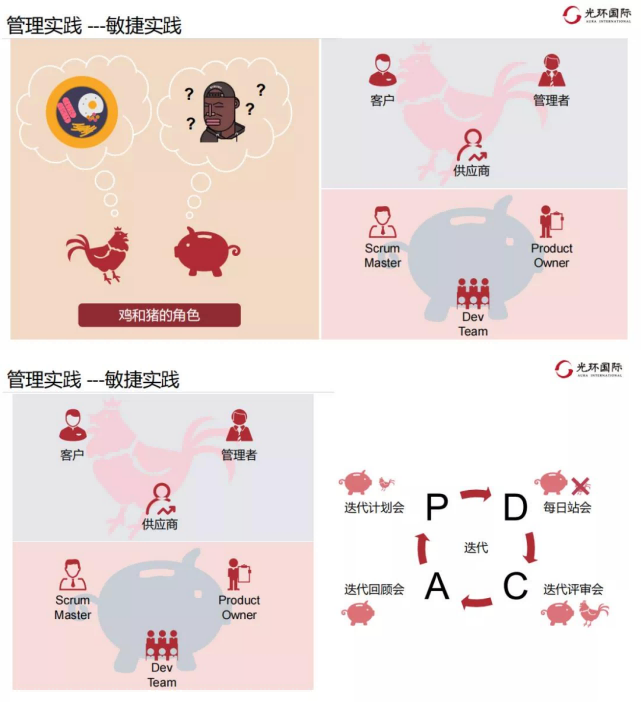 管理实践 ---敏捷实践
光环国际
AURA INTERNATIONAL
?
?
?
?
鸡和猪的角色
客户
管理者
供应商
Scrum
Master
Product
Owner
Dev
Team
管理实践 ---敏捷实践
光环国际
AURA INTERNATIONAL
客户
管理者
供应商
Scrum
Master
Product
Owner
Dev
Team
迭代计划会
P
D
每日站会
迭代
迭代回顾会
A
C
迭代评审会